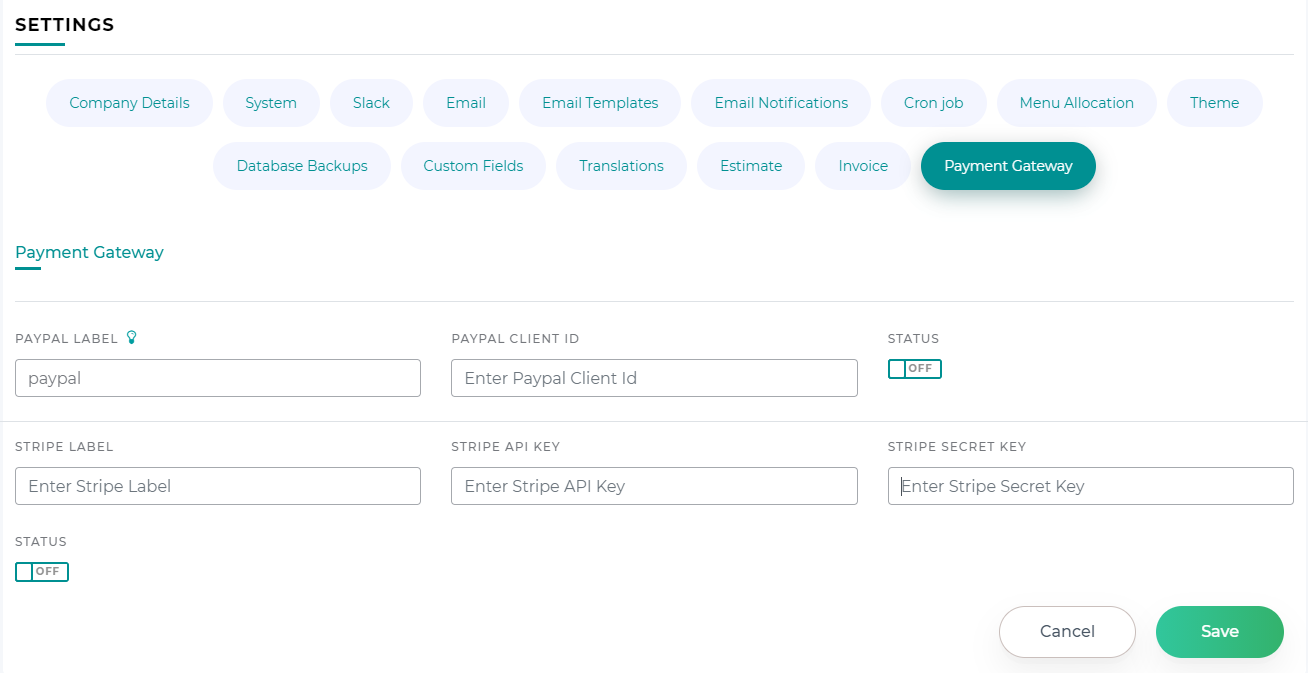 SETTINGS
Company Details System Slack Email Email Templates Email Notifications Cron job Menu Allocation Theme
Database Backups Custom Fields Translations Estimate Invoice Payment Gateway
Payment Gateway
PAYPAL LABEL PAYPAL CLIENT ID STATUS
paypal Enter Paypal Client Id OFF
STRIPE LABEL STRIPE API KEY STRIPE SECRET KEY
Enter Stripe Label Enter Stripe API Key Enter Stripe Secret Key
STATUS
OFF
Cancel Save